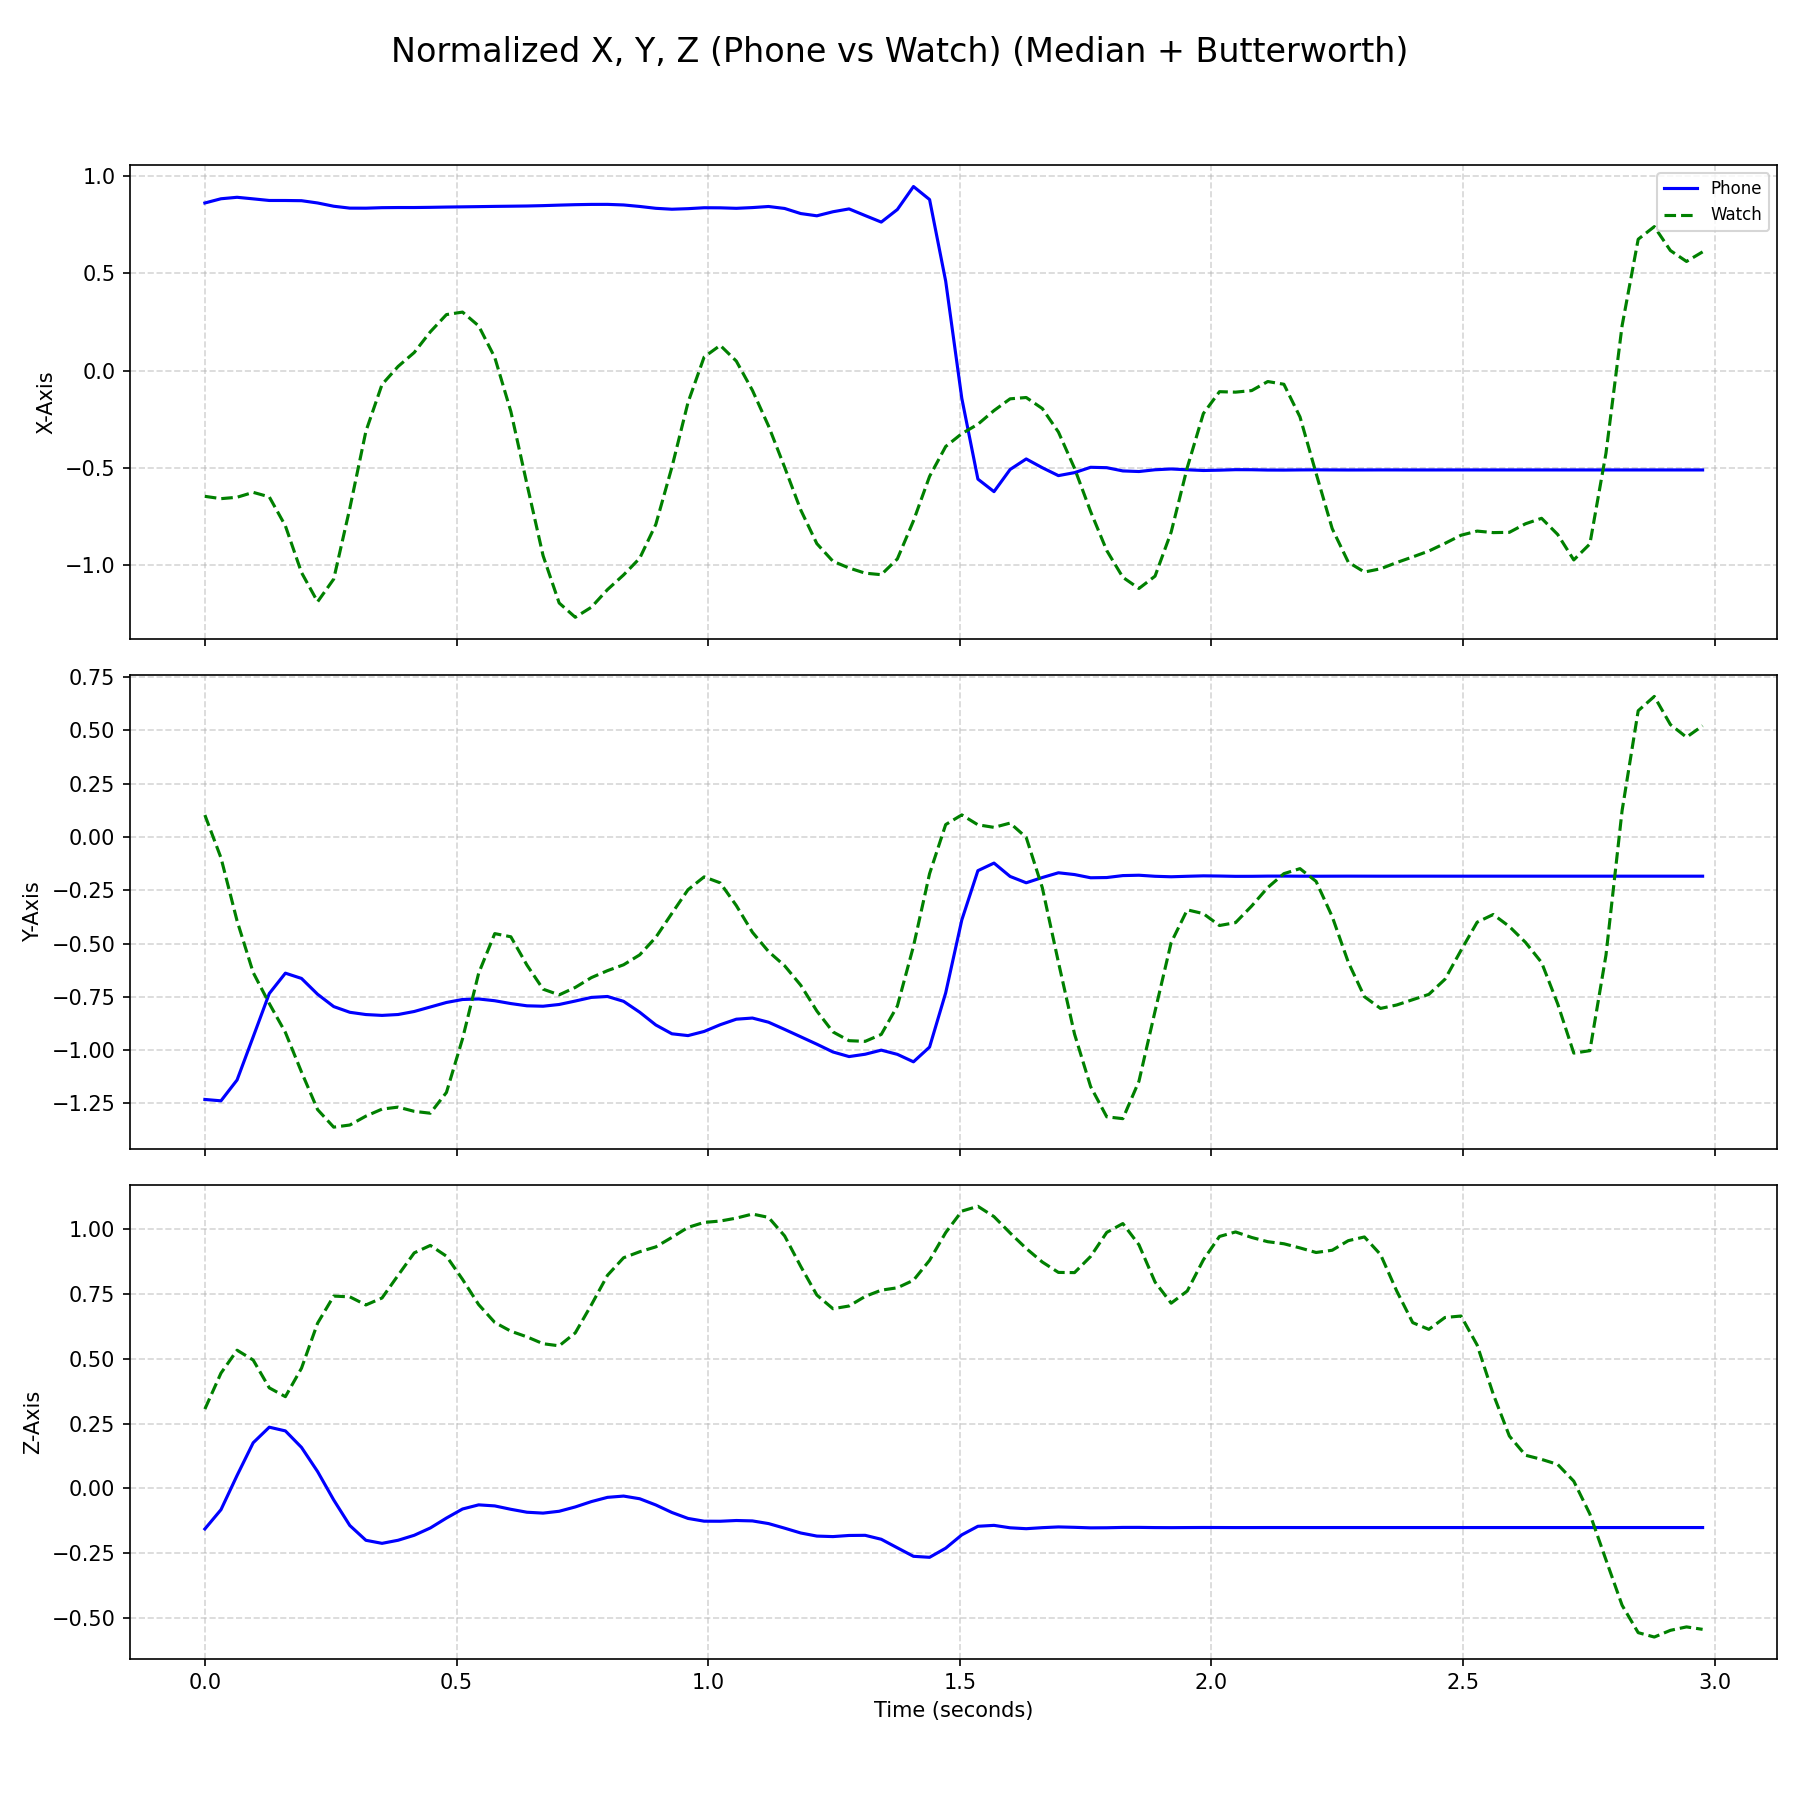 Normalized X, Y, Z (Phone vs Watch) (Median + Butterworth)
Phone
Watch
1.0
0.5
0.0
−0.5
−1.0
X-Axis
0.75
0.50
0.25
0.00
−0.25
−0.50
−0.75
−1.00
−1.25
Y-Axis
1.00
0.75
0.50
0.25
0.00
−0.25
−0.50
Z-Axis
0.0 0.5 1.0 1.5 2.0 2.5 3.0
Time (seconds)